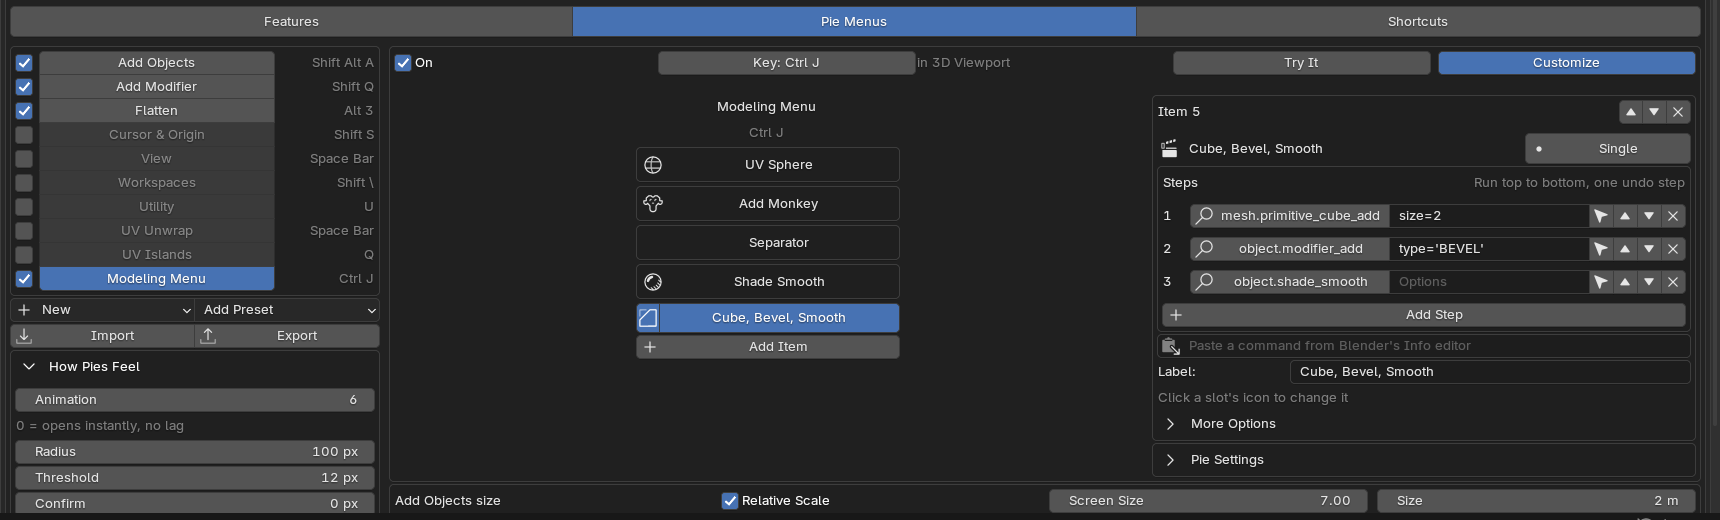 Features
Pie Menus
Shortcuts
Add Objects Shift Alt A
Add Modifier Shift Q
Flatten Alt 3
Cursor & Origin Shift S
View Space Bar
Workspaces Shift \
Utility U
UV Unwrap Space Bar
UV Islands Q
Modeling Menu Ctrl J
New
Add Preset
Import
Export
How Pies Feel
Animation 6
0 = opens instantly, no lag
Radius 100 px
Threshold 12 px
Confirm 0 px
On
Key: Ctrl J in 3D Viewport
Try It
Customize
Modeling Menu
Ctrl J
UV Sphere
Add Monkey
Separator
Shade Smooth
Cube, Bevel, Smooth
Add Item
Item 5
Cube, Bevel, Smooth
Single
Steps Run top to bottom, one undo step
1 mesh.primitive_cube_add size=2
2 object.modifier_add type='BEVEL'
3 object.shade_smooth Options
Add Step
Paste a command from Blender's Info editor
Label: Cube, Bevel, Smooth
Click a slot's icon to change it
More Options
Pie Settings
Add Objects size
Relative Scale
Screen Size 7.00
Size 2 m